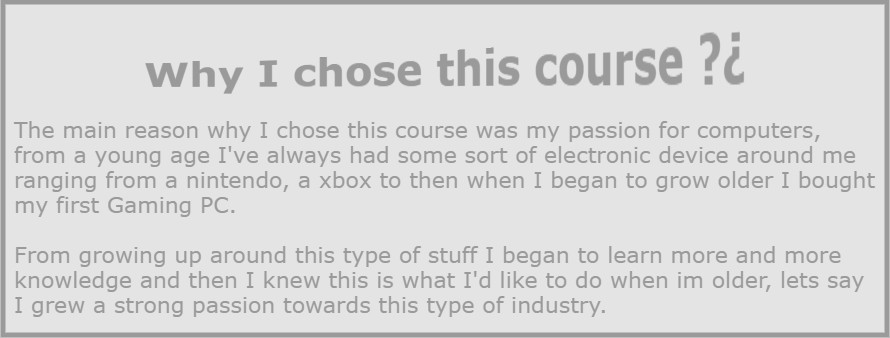 Why I chose this course ?¿
The main reason why I chose this course was my passion for computers,
from a young age I've always had some sort of electronic device around me
ranging from a nintendo, a xbox to then when I began to grow older I bought
my first Gaming PC.
From growing up around this type of stuff I began to learn more and more
knowledge and then I knew this is what I'd like to do when im older, lets say
I grew a strong passion towards this type of industry.